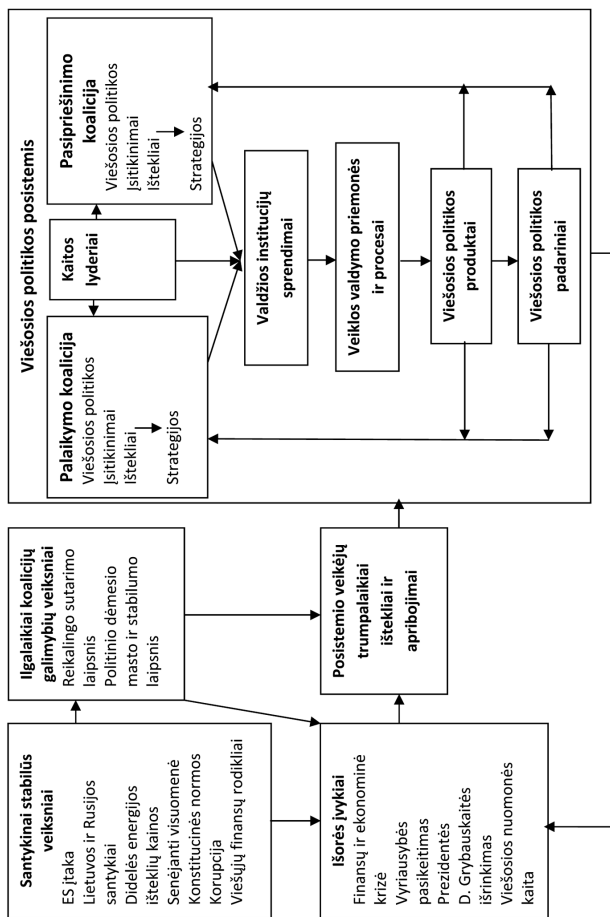 Santykinai stabilūs
veiksniai
ES įtaka
Lietuvos ir Rusijos
santykiai
Didelės energijos
išteklių kainos
Senėjanti visuomenė
Konstitucinės normos
Korupcija
Viešųjų finansų rodikliai
Ilgalaikiai koalicijų
galimybių veiksniai
Reikalingo sutarimo
laipsnis
Politinio dėmesio
masto ir stabilumo
laipsnis
Išorės įvykiai
Finansų ir ekonominė
krizė
Vyriausybės
pasikeitimas
Prezidentės
D. Grybauskaitės
išrinkimas
Viešosios nuomonės
kaita
Posistemio veikėjų
trumpalaikiai
ištekliai ir
apribojimai
Viešosios politikos posistemis
Palaikymo koalicija
Viešosios politikos
Įsitikinimai
Ištekliai
Strategijos
Kaitos
lyderiai
Pasipriešinimo
koalicija
Viešosios politikos
Įsitikinimai
Ištekliai
Strategijos
Valdžios institucijų
sprendimai
Veiklos valdymo priemonės
ir procesai
Viešosios politikos
produktai
Viešosios politikos
padariniai